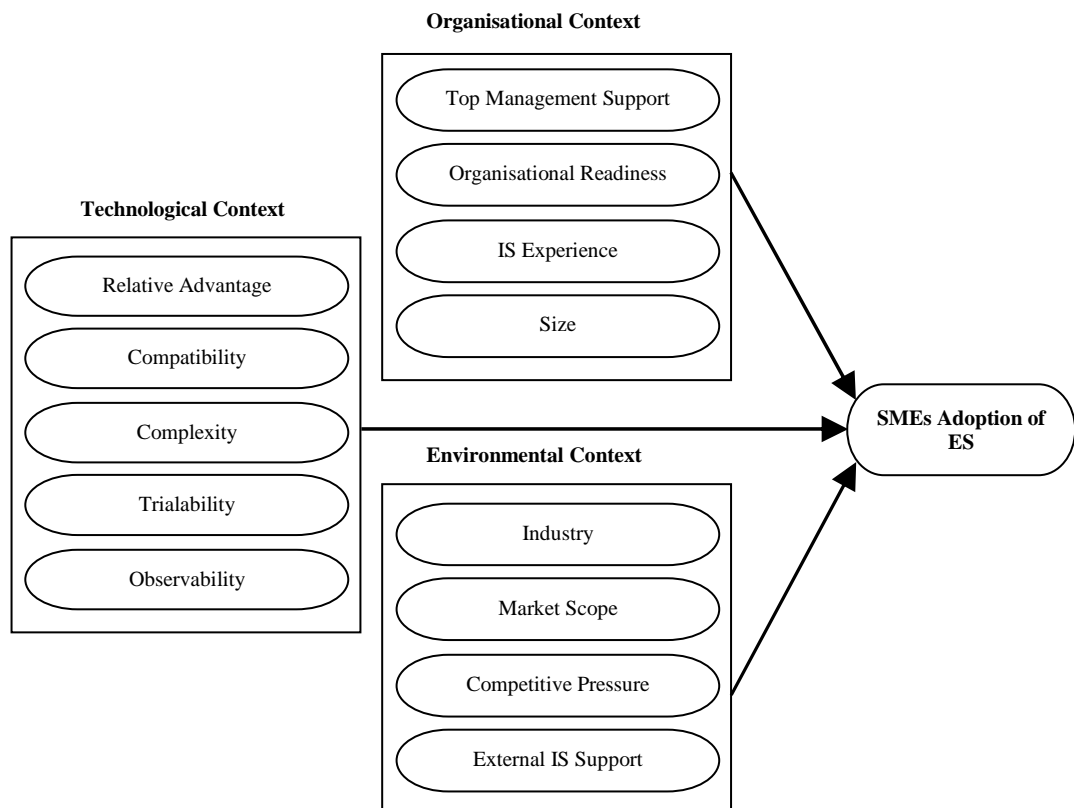 Organisational Context
Top Management Support
Organisational Readiness
IS Experience
Size
Technological Context
Relative Advantage
Compatibility
Complexity
Trialability
Observability
Environmental Context
Industry
Market Scope
Competitive Pressure
External IS Support
SMEs Adoption of
ES